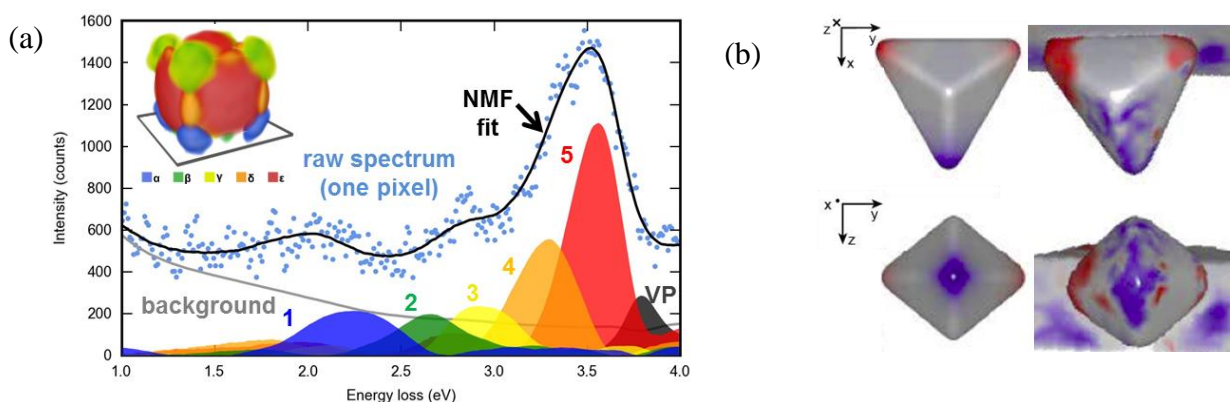 (a)
1600
1400
1200
1000
800
600
400
200
0
Intensity (counts)
1.0 1.5 2.0 2.5 3.0 3.5 4.0
Energy loss (eV)
α β γ δ ε
NMF
fit
raw spectrum
(one pixel)
background
1
2
3
4
5
VP
(b)
z y
x
x y
z